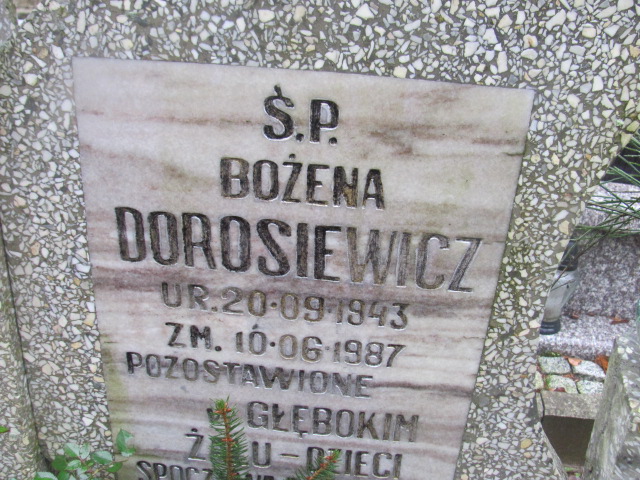 Ś.P.
BOŻENA
DOROSIEWICZ
UR. 20·09·1943
ZM. 10·06·1987
POZOSTAWIONE
GŁĘBOKIM
- DZIECI